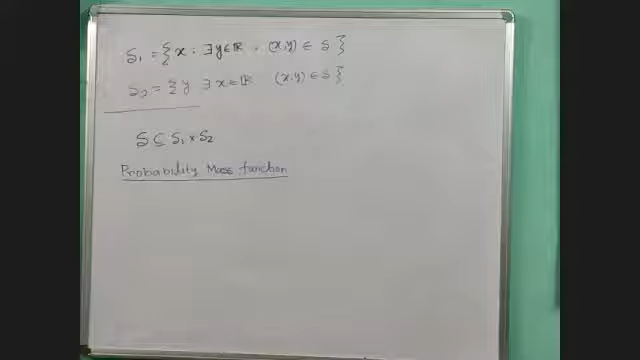 S₁ = { x : ∃ y ∈ ℝ , (x,y) ∈ S }
S₂ = { y ∃ x ∈ ℝ (x,y) ∈ S }
S ⊆ S₁ × S₂
Probability Mass function